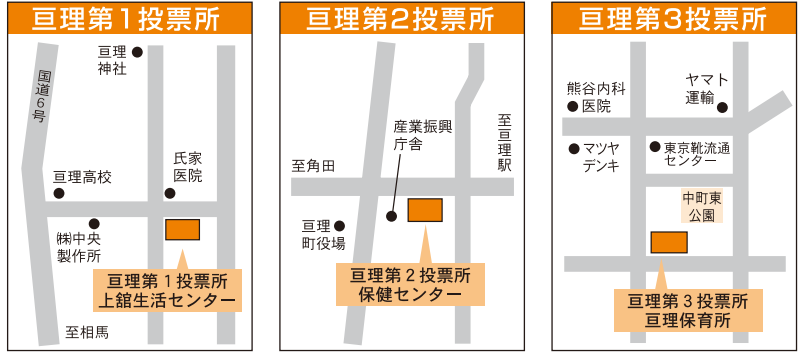 亘理第1投票所
亘理
神社
国道6号
氏家
医院
亘理高校
㈱中央
製作所
亘理第1投票所
上舘生活センター
至相馬
亘理第2投票所
産業振興
庁舎
至亘理駅
至角田
亘理
町役場
亘理第2投票所
保健センター
亘理第3投票所
熊谷内科
医院
ヤマト
運輸
マツヤ
デンキ
東京靴流通
センター
中町東
公園
亘理第3投票所
亘理保育所